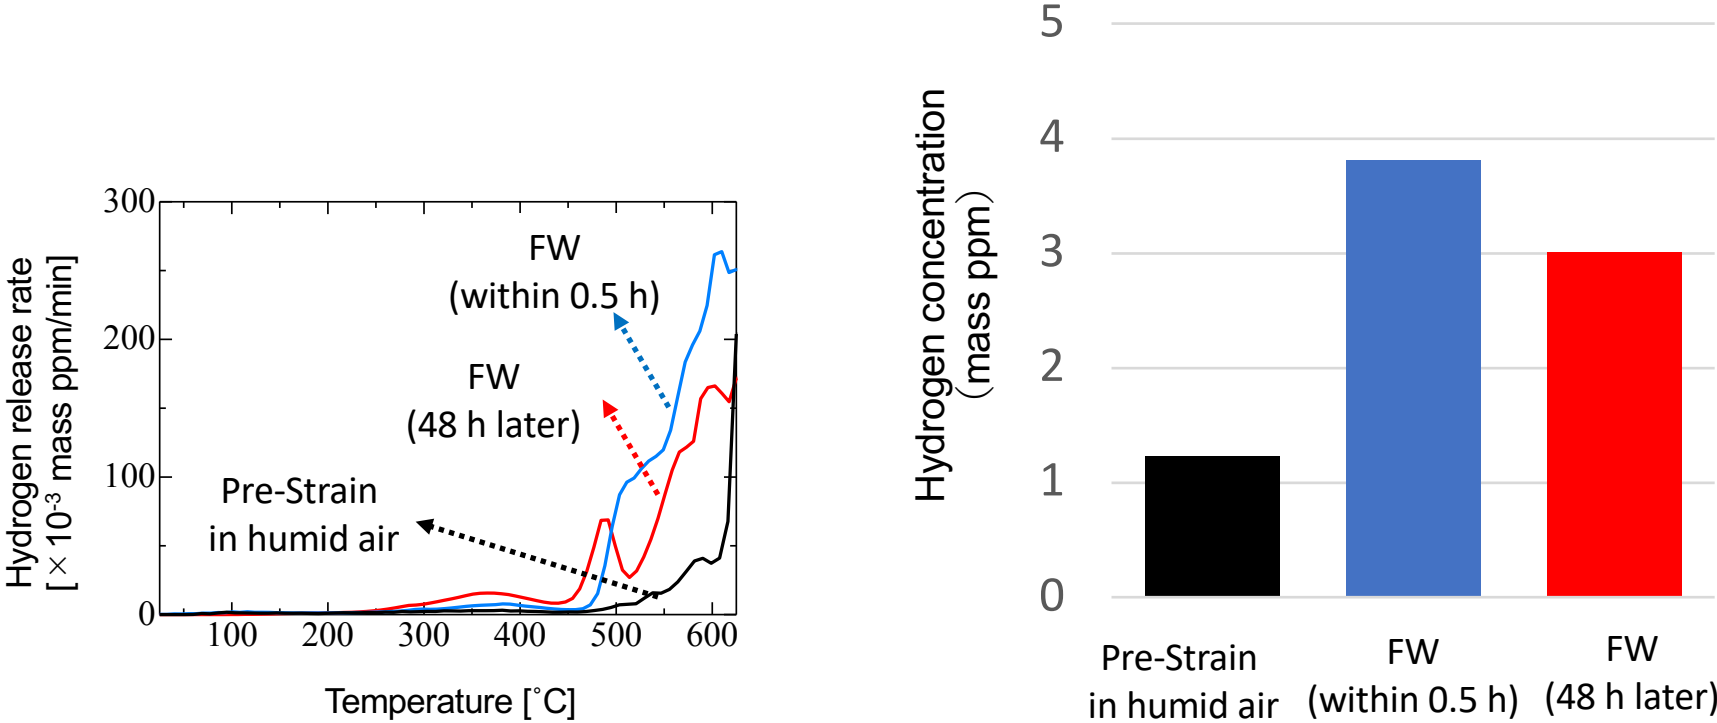 Hydrogen release rate
[×10⁻³ mass ppm/min]
300
200
100
0
FW
(within 0.5 h)
FW
(48 h later)
Pre-Strain
in humid air
100 200 300 400 500 600
Temperature [˚C]
Hydrogen concentration
(mass ppm)
5
4
3
2
1
0
Pre-Strain
in humid air
FW
(within 0.5 h)
FW
(48 h later)